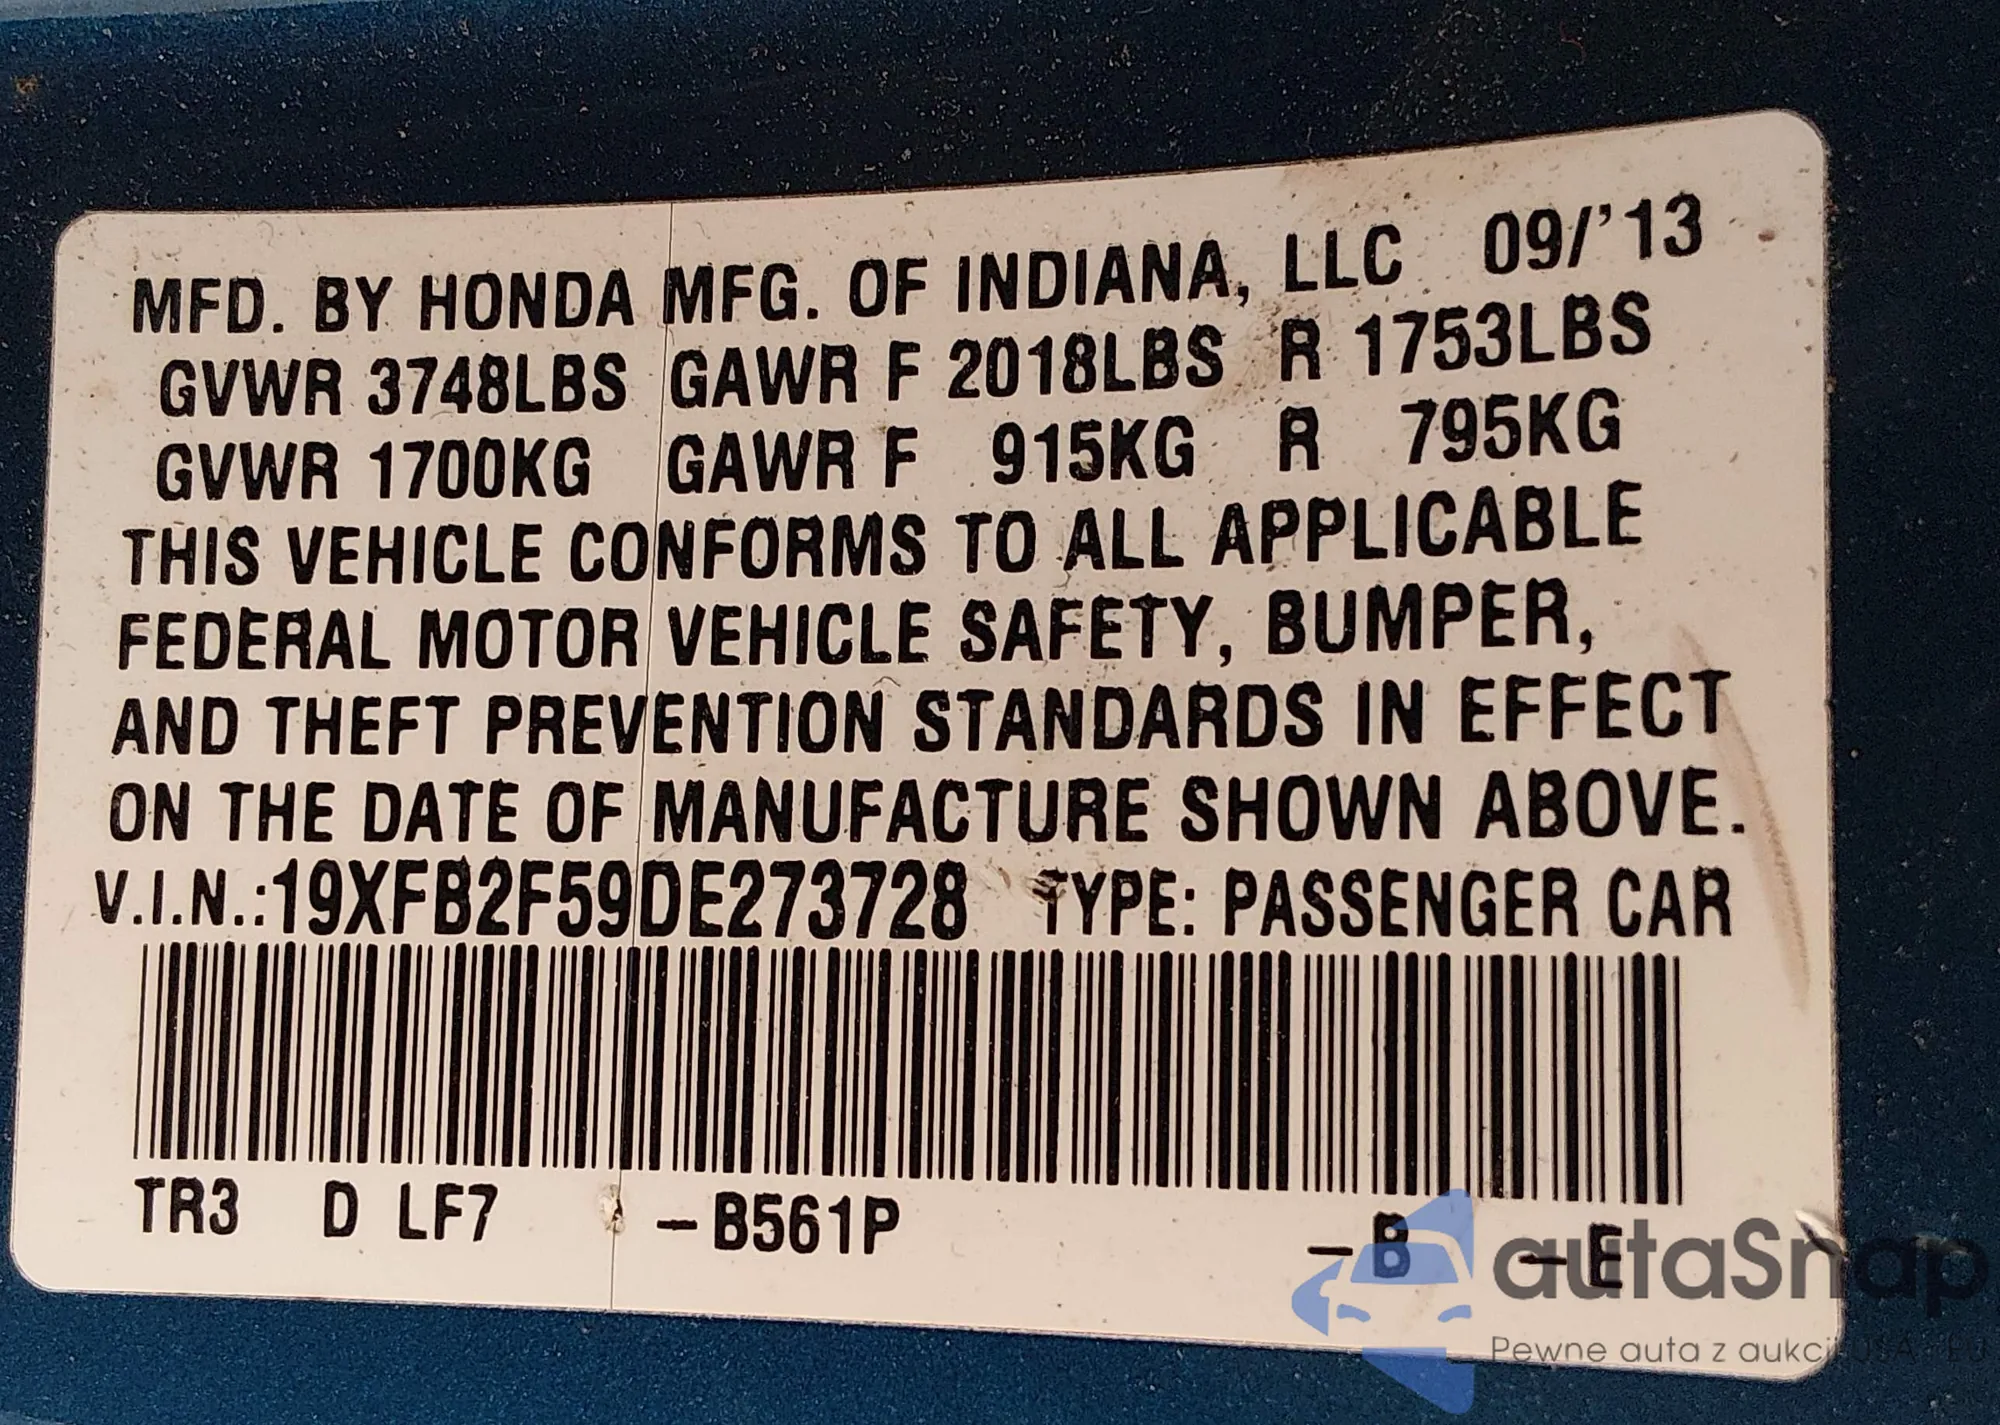 MFD. BY HONDA MFG. OF INDIANA, LLC 09/'13
GVWR 3748LBS GAWR F 2018LBS R 1753LBS
GVWR 1700KG GAWR F 915KG R 795KG
THIS VEHICLE CONFORMS TO ALL APPLICABLE
FEDERAL MOTOR VEHICLE SAFETY, BUMPER,
AND THEFT PREVENTION STANDARDS IN EFFECT
ON THE DATE OF MANUFACTURE SHOWN ABOVE.
V.I.N.:19XFB2F59DE273728 TYPE: PASSENGER CAR
TR3 D LF7 –B561P –B –E
autaSnap
Pewne auta z aukcji USA i EU